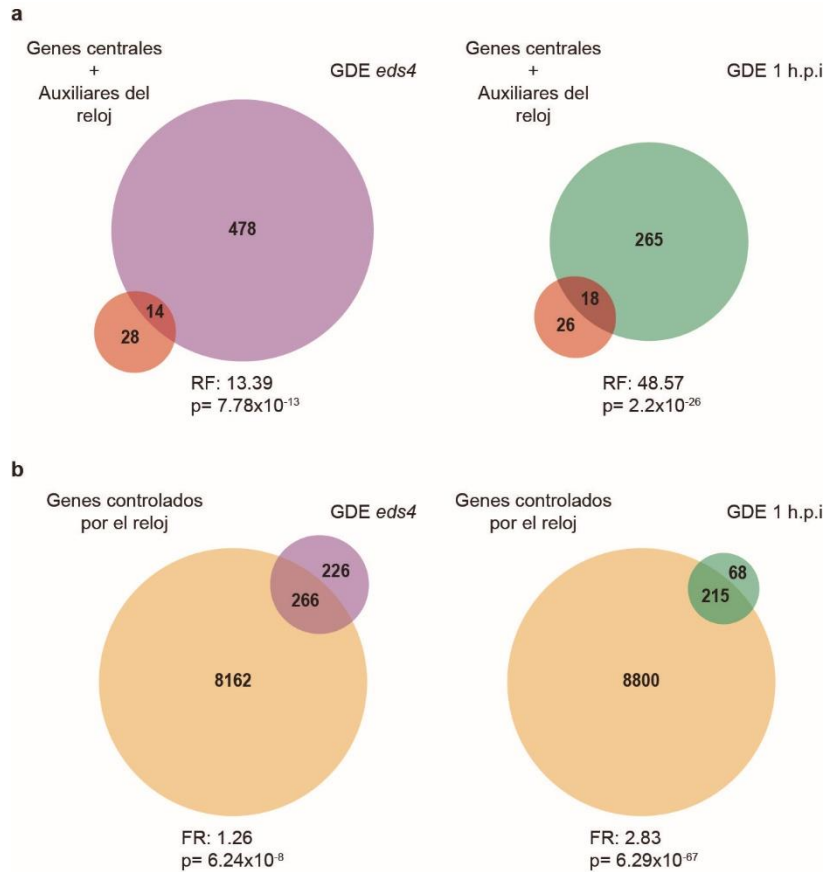 a
Genes centrales
+
Auxiliares del
reloj
GDE eds4
478
14
28
RF: 13.39
p= 7.78x10⁻¹³
Genes centrales
+
Auxiliares del
reloj
GDE 1 h.p.i
265
18
26
RF: 48.57
p= 2.2x10⁻²⁶
b
Genes controlados
por el reloj
GDE eds4
226
266
8162
FR: 1.26
p= 6.24x10⁻⁸
Genes controlados
por el reloj
GDE 1 h.p.i
68
215
8800
FR: 2.83
p= 6.29x10⁻⁶⁷